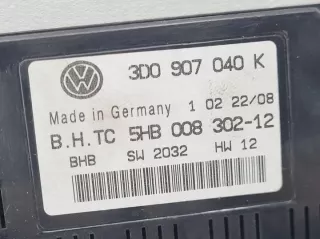 3D0 907 040 K
Made in Germany 1 02 22/08
B.H.TC 5HB 008 302-12
BHB SW 2032 HW 12